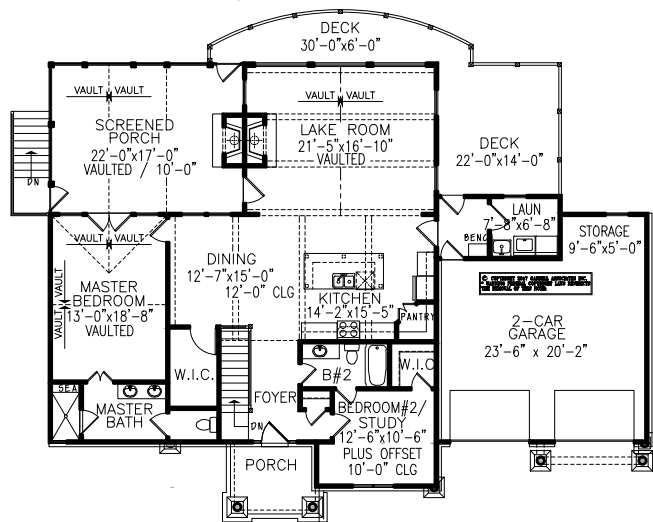 DECK
30'-0"x6'-0"
VAULT VAULT
VAULT VAULT
SCREENED
PORCH
22'-0"x17'-0"
VAULTED / 10'-0"
LAKE ROOM
21'-5"x16'-10"
VAULTED
DECK
22'-0"x14'-0"
DN
LAUN
7'-8"x6'-8"
BENCH
STORAGE
9'-6"x5'-0"
VAULT VAULT
VAULT VAULT
MASTER
BEDROOM
13'-0"x18'-8"
VAULTED
DINING
12'-7"x15'-0"
12'-0" CLG
KITCHEN
14'-2"x15'-5"
PANTRY
2-CAR
GARAGE
23'-6" x 20'-2"
W.I.C.
B#2
W.I.C
SEAT
MASTER
BATH
FOYER
DN
BEDROOM#2/
STUDY
12'-6"x10'-6"
PLUS OFFSET
10'-0" CLG
PORCH